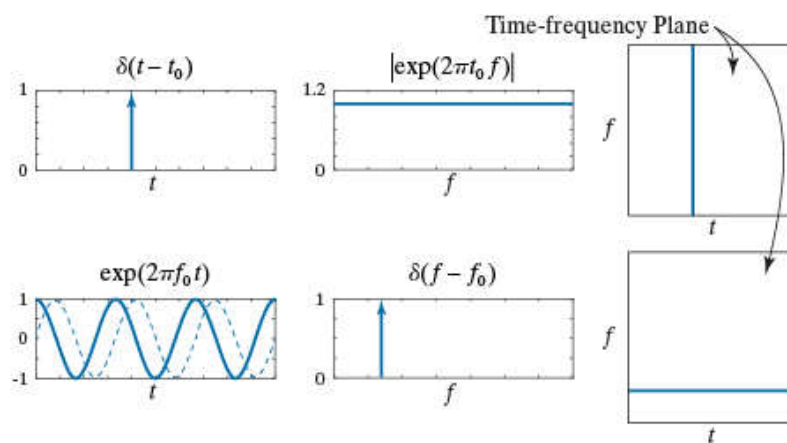 Time-frequency Plane
δ(t − t₀)
|exp(2πt₀f)|
1
0
t
1.2
0
f
f
t
exp(2πf₀t)
δ(f − f₀)
1
0
-1
t
1
0
f
f
t